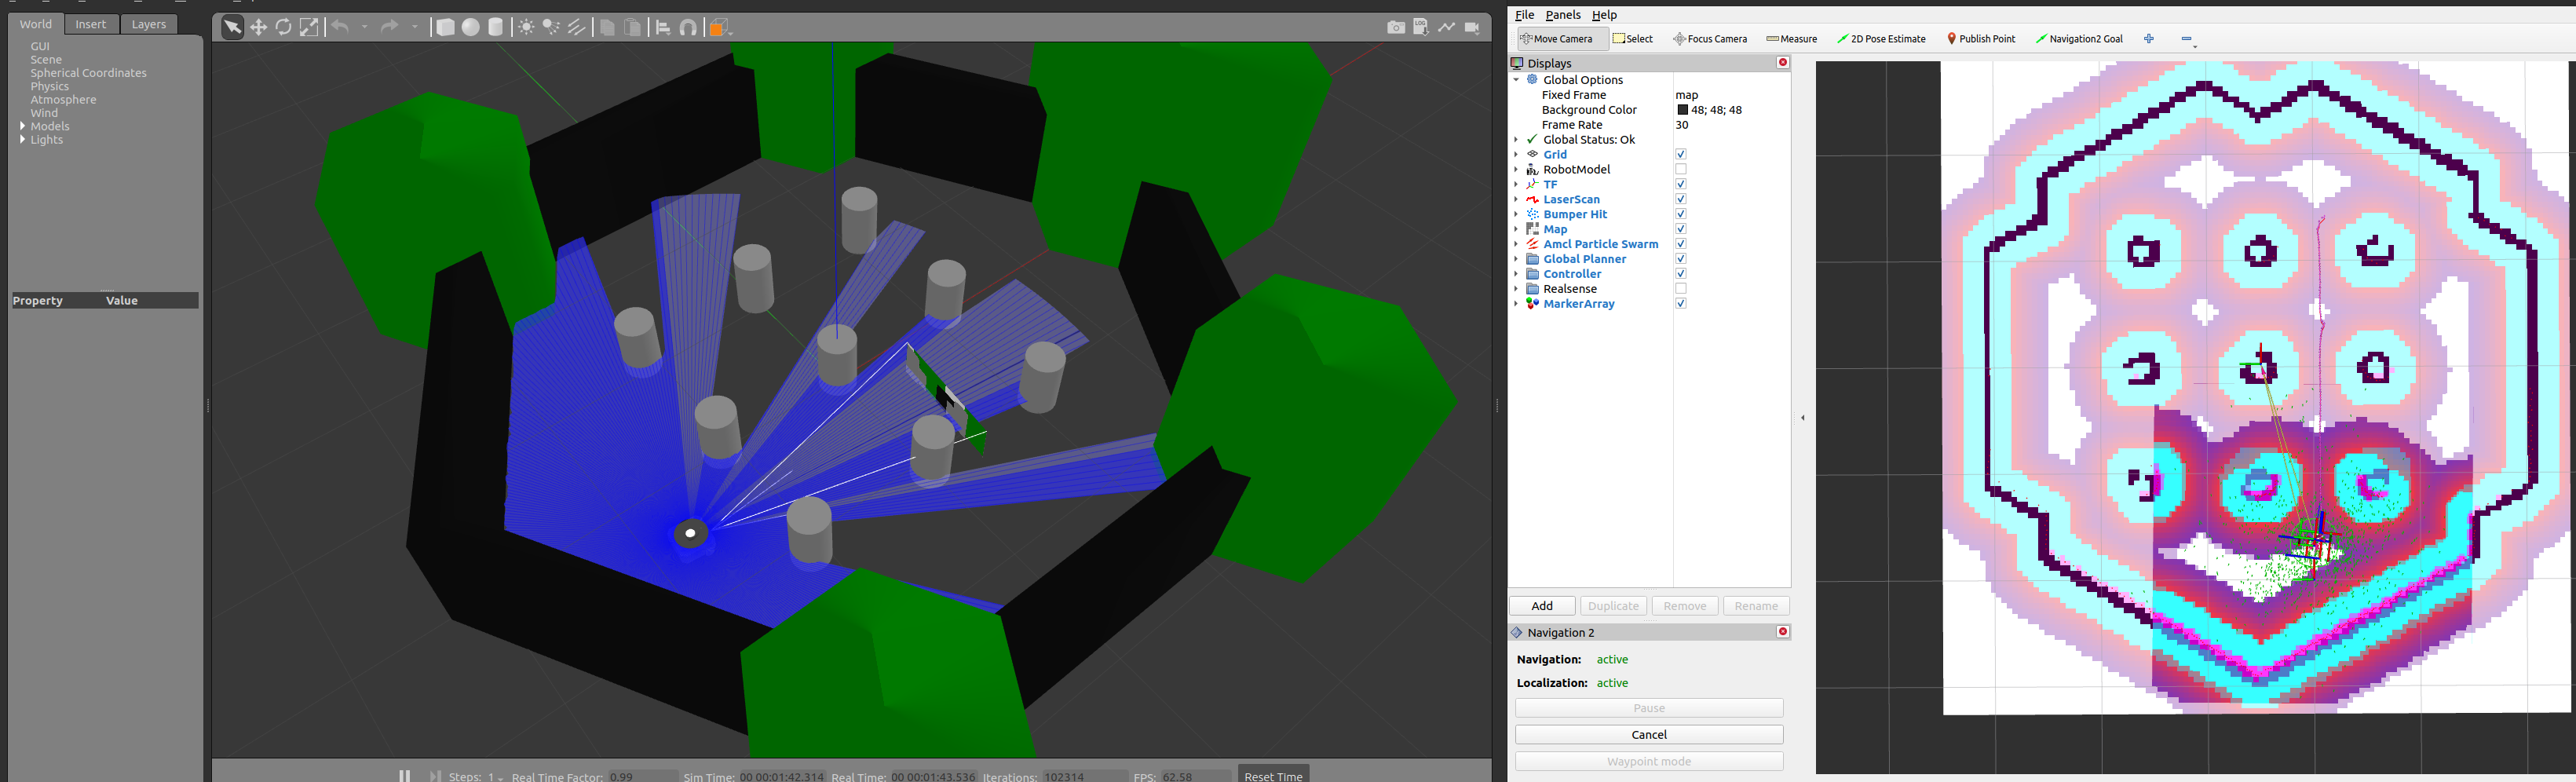 World Insert Layers
GUI
Scene
Spherical Coordinates
Physics
Atmosphere
Wind
Models
Lights
Property Value
LOG
Steps: 1 Real Time Factor: 0.99 Sim Time: 00 00:01:42.314 Real Time: 00 00:01:43.536 Iterations: 102314 FPS: 62.58 Reset Time
File Panels Help
Move Camera Select Focus Camera Measure 2D Pose Estimate Publish Point Navigation2 Goal
Displays
Global Options
Fixed Frame map
Background Color 48; 48; 48
Frame Rate 30
Global Status: Ok
Grid
RobotModel
TF
LaserScan
Bumper Hit
Map
Amcl Particle Swarm
Global Planner
Controller
Realsense
MarkerArray
Add Duplicate Remove Rename
Navigation 2
Navigation: active
Localization: active
Pause
Cancel
Waypoint mode